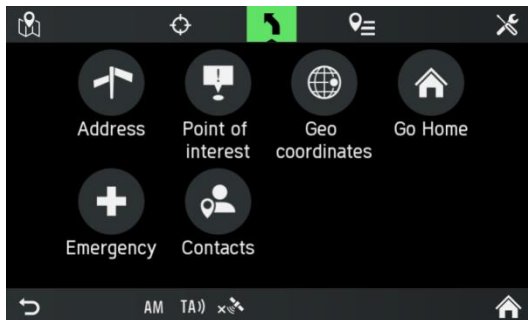 Address
Point of
interest
Geo
coordinates
Go Home
Emergency
Contacts
AM TA))